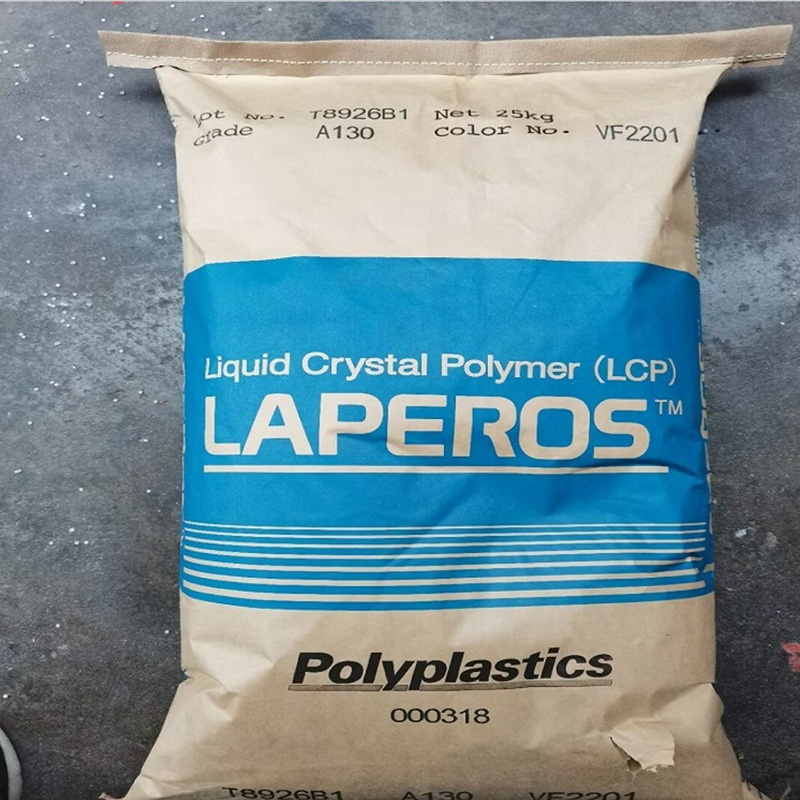 Lot No. T8926B1 Net 25kg
Grade A130 Color No. VF2201
Liquid Crystal Polymer (LCP)
LAPEROS™
Polyplastics
000318
T8926B1 A130 VF2201